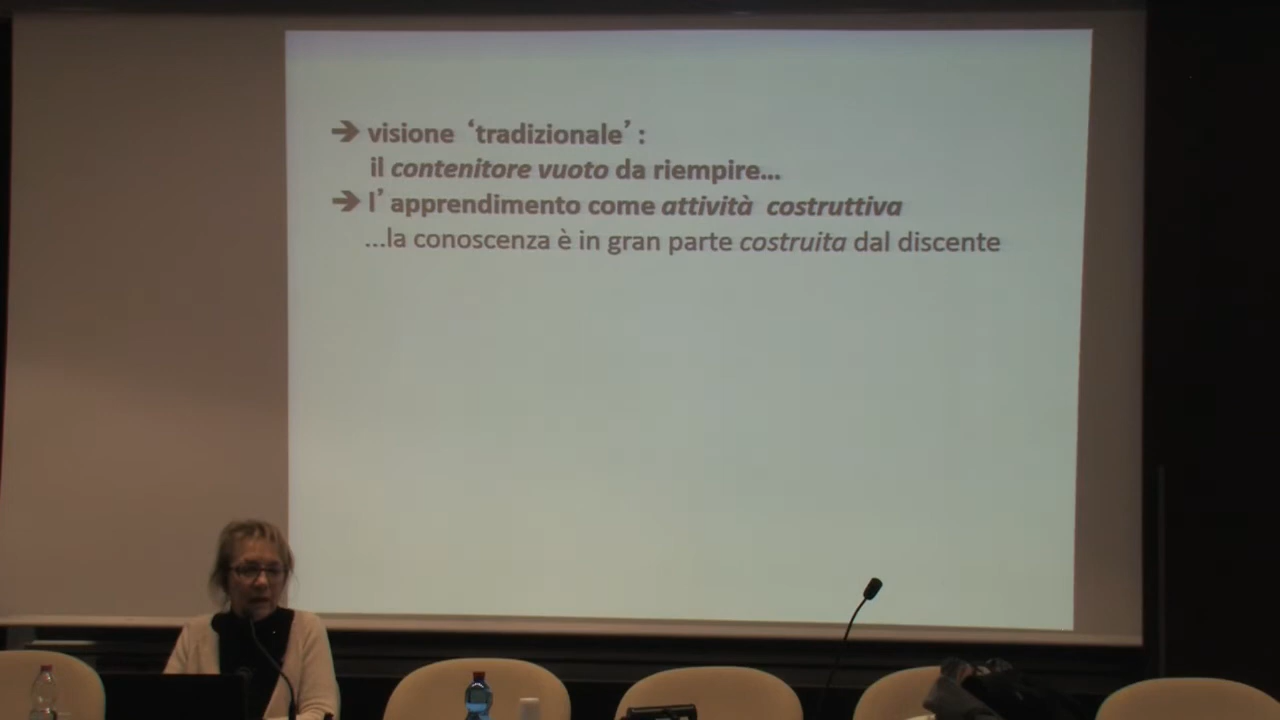 ➔ visione ‘tradizionale’ :
il contenitore vuoto da riempire...
➔ l’apprendimento come attività costruttiva
...la conoscenza è in gran parte costruita dal discente